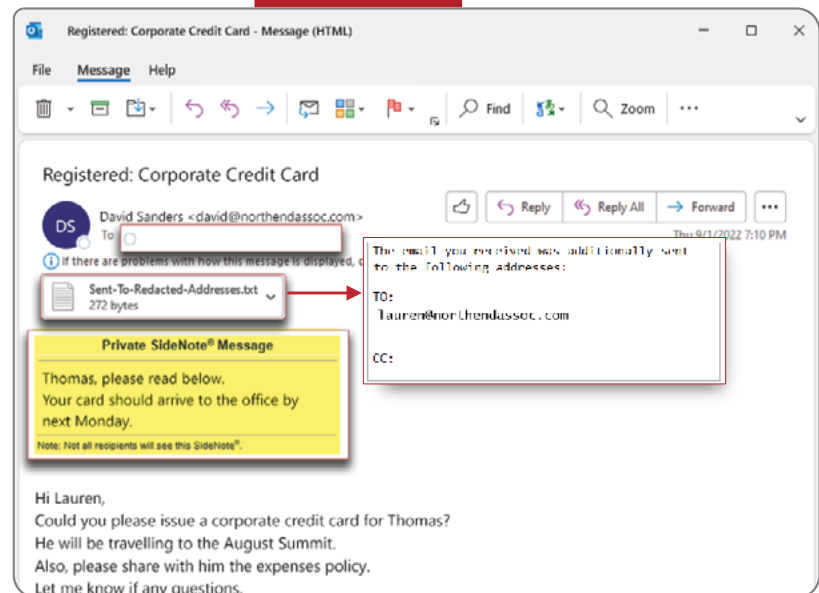 Registered: Corporate Credit Card - Message (HTML)
File Message Help
Find Zoom
Registered: Corporate Credit Card
DS
David Sanders <david@northendassoc.com>
To
Reply Reply All Forward
Thu 9/1/2022 7:10 PM
If there are problems with how this message is displayed, c
Sent-To-Redacted-Addresses.txt
272 bytes
The email you received was additionally sent
to the following addresses:
TO:
lauren@northendassoc.com
CC:
Private SideNote® Message
Thomas, please read below.
Your card should arrive to the office by
next Monday.
Note: Not all recipients will see this SideNote®.
Hi Lauren,
Could you please issue a corporate credit card for Thomas?
He will be travelling to the August Summit.
Also, please share with him the expenses policy.
Let me know if any questions.